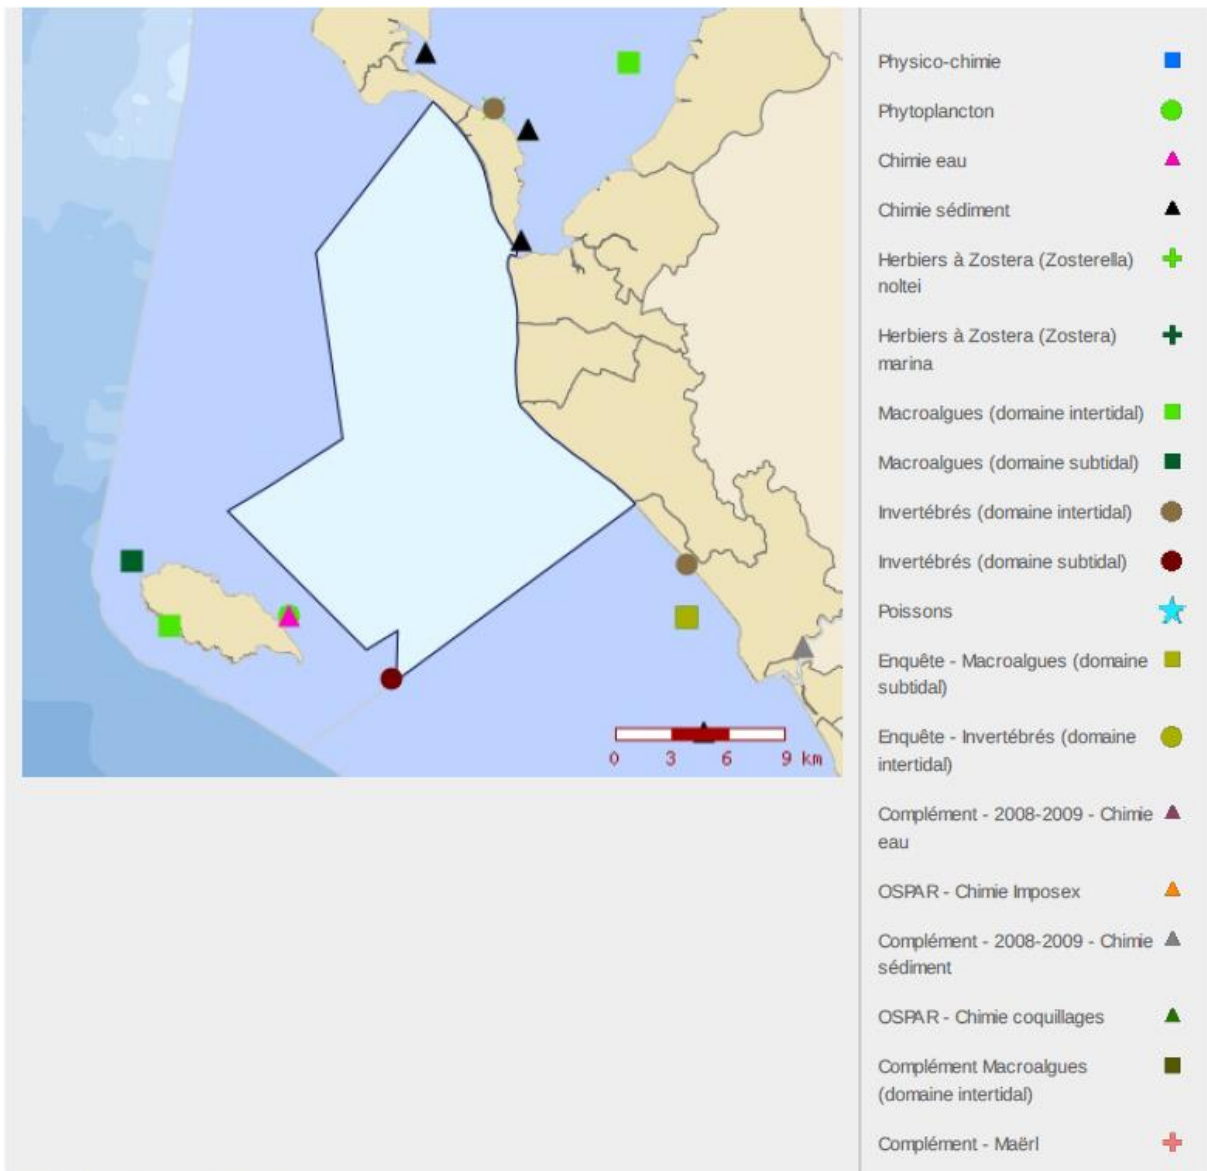 Physico-chimie
Phytoplancton
Chimie eau
Chimie sédiment
Herbiers à Zostera (Zosterella)
noltei
Herbiers à Zostera (Zostera)
marina
Macroalgues (domaine intertidal)
Macroalgues (domaine subtidal)
Invertébrés (domaine intertidal)
Invertébrés (domaine subtidal)
Poissons
Enquête - Macroalgues (domaine
subtidal)
Enquête - Invertébrés (domaine
intertidal)
Complément - 2008-2009 - Chimie
eau
OSPAR - Chimie Imposex
Complément - 2008-2009 - Chimie
sédiment
OSPAR - Chimie coquillages
Complément Macroalgues
(domaine intertidal)
Complément - Maërl
0 3 6 9 km